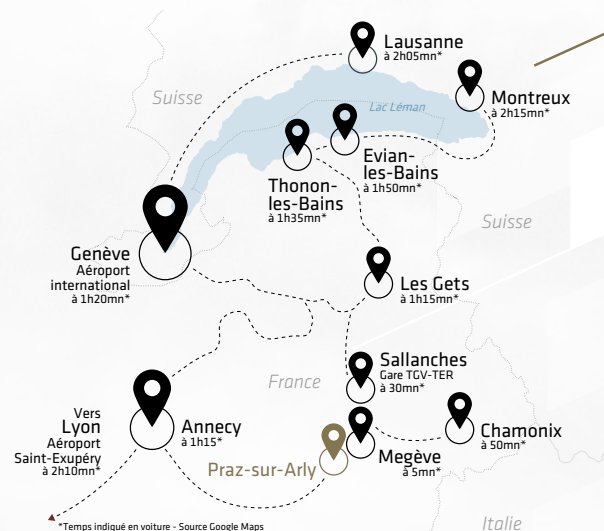 Lausanne
à 2h05mn*
Suisse
Montreux
à 2h15mn*
Lac Léman
Evian-
les-Bains
à 1h50mn*
Thonon-
les-Bains
à 1h35mn*
Suisse
Genève
Aéroport
international
à 1h20mn*
Les Gets
à 1h15mn*
Sallanches
Gare TGV-TER
à 30mn*
France
Vers
Lyon
Aéroport
Saint-Exupéry
à 2h10mn*
Annecy
à 1h15*
Chamonix
à 50mn*
Praz-sur-Arly
Megève
à 5mn*
Italie
*Temps indiqué en voiture - Source Google Maps